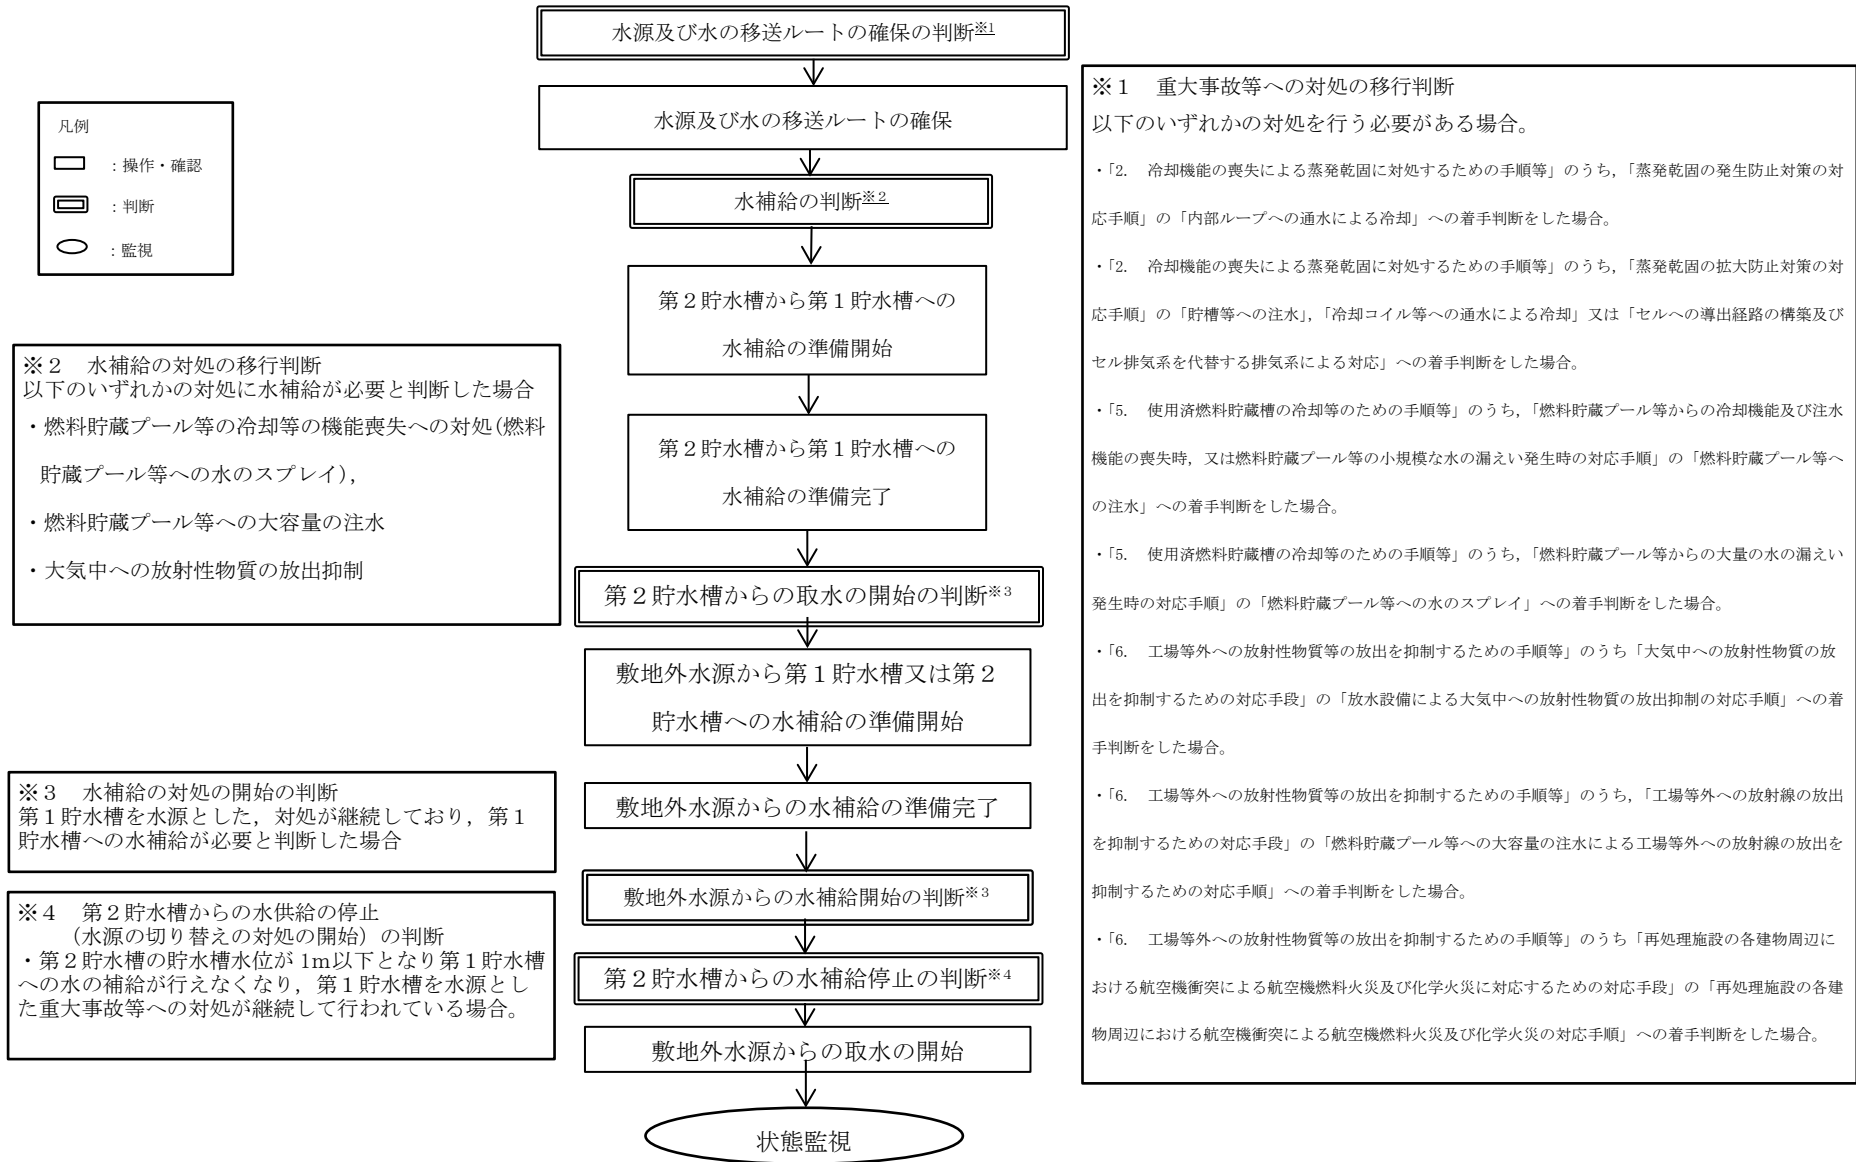 水源及び水の移送ルートの確保の判断※1
水源及び水の移送ルートの確保
水補給の判断※2
第2貯水槽から第1貯水槽への
水補給の準備開始
第2貯水槽から第1貯水槽への
水補給の準備完了
第2貯水槽からの取水の開始の判断※3
敷地外水源から第1貯水槽又は第2
貯水槽への水補給の準備開始
敷地外水源からの水補給の準備完了
敷地外水源からの水補給開始の判断※3
第2貯水槽からの水補給停止の判断※4
敷地外水源からの取水の開始
状態監視
凡例
：操作・確認
：判断
：監視
※2 水補給の対処の移行判断
以下のいずれかの対処に水補給が必要と判断した場合
・燃料貯蔵プール等の冷却等の機能喪失への対処(燃料
貯蔵プール等への水のスプレイ),
・燃料貯蔵プール等への大容量の注水
・大気中への放射性物質の放出抑制
※3 水補給の対処の開始の判断
第1貯水槽を水源とした，対処が継続しており，第1
貯水槽への水補給が必要と判断した場合
※4 第2貯水槽からの水供給の停止
（水源の切り替えの対処の開始）の判断
・第2貯水槽の貯水槽水位が 1m以下となり第1貯水槽
への水の補給が行えなくなり，第1貯水槽を水源とし
た重大事故等への対処が継続して行われている場合。
※1 重大事故等への対処の移行判断
以下のいずれかの対処を行う必要がある場合。
・「2. 冷却機能の喪失による蒸発乾固に対処するための手順等」のうち，「蒸発乾固の発生防止対策の対
応手順」の「内部ループへの通水による冷却」への着手判断をした場合。
・「2. 冷却機能の喪失による蒸発乾固に対処するための手順等」のうち，「蒸発乾固の拡大防止対策の対
応手順」の「貯槽等への注水」，「冷却コイル等への通水による冷却」又は「セルへの導出経路の構築及び
セル排気系を代替する排気系による対応」への着手判断をした場合。
・「5. 使用済燃料貯蔵槽の冷却等のための手順等」のうち，「燃料貯蔵プール等からの冷却機能及び注水
機能の喪失時，又は燃料貯蔵プール等の小規模な水の漏えい発生時の対応手順」の「燃料貯蔵プール等へ
の注水」への着手判断をした場合。
・「5. 使用済燃料貯蔵槽の冷却等のための手順等」のうち，「燃料貯蔵プール等からの大量の水の漏えい
発生時の対応手順」の「燃料貯蔵プール等への水のスプレイ」への着手判断をした場合。
・「6. 工場等外への放射性物質等の放出を抑制するための手順等」のうち「大気中への放射性物質の放
出を抑制するための対応手段」の「放水設備による大気中への放射性物質の放出抑制の対応手順」への着
手判断をした場合。
・「6. 工場等外への放射性物質等の放出を抑制するための手順等」のうち，「工場等外への放射線の放出
を抑制するための対応手段」の「燃料貯蔵プール等への大容量の注水による工場等外への放射線の放出を
抑制するための対応手順」への着手判断をした場合。
・「6. 工場等外への放射性物質等の放出を抑制するための手順等」のうち「再処理施設の各建物周辺に
おける航空機衝突による航空機燃料火災及び化学火災に対応するための対応手段」の「再処理施設の各建
物周辺における航空機衝突による航空機燃料火災及び化学火災の対応手順」への着手判断をした場合。